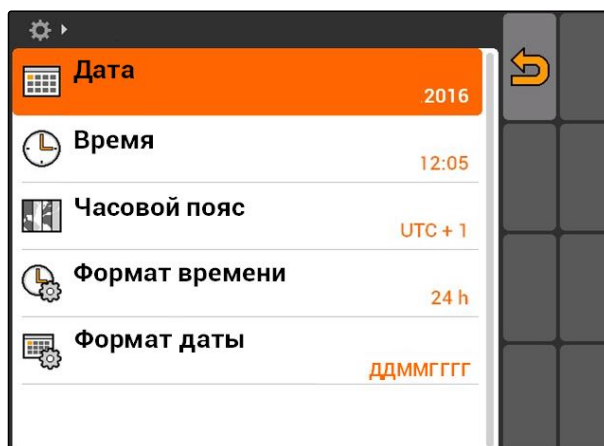 Дата
.2016
Время
12:05
Часовой пояс
UTC + 1
Формат времени
24 h
Формат даты
ДДММГГГГ